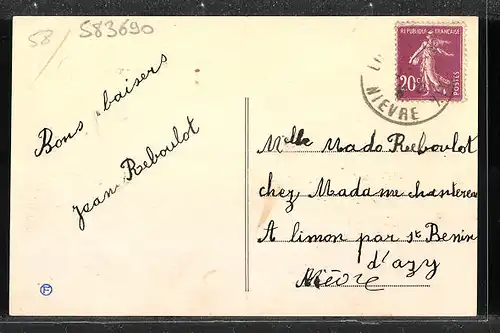 58 583690
Bons baisers
Jean Reboulot
REPUBLIQUE FRANÇAISE
20c
POSTES
NIEVRE
Melle Mado Reboulot
chez Madame chantereau
A limon par st Benin
d'azy
Nièvre
F